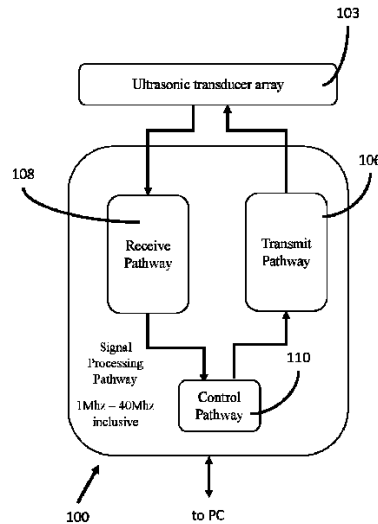 103
Ultrasonic transducer array
108
106
Receive
Pathway
Transmit
Pathway
Signal
Processing
Pathway
1Mhz – 40Mhz
inclusive
110
Control
Pathway
100
to PC